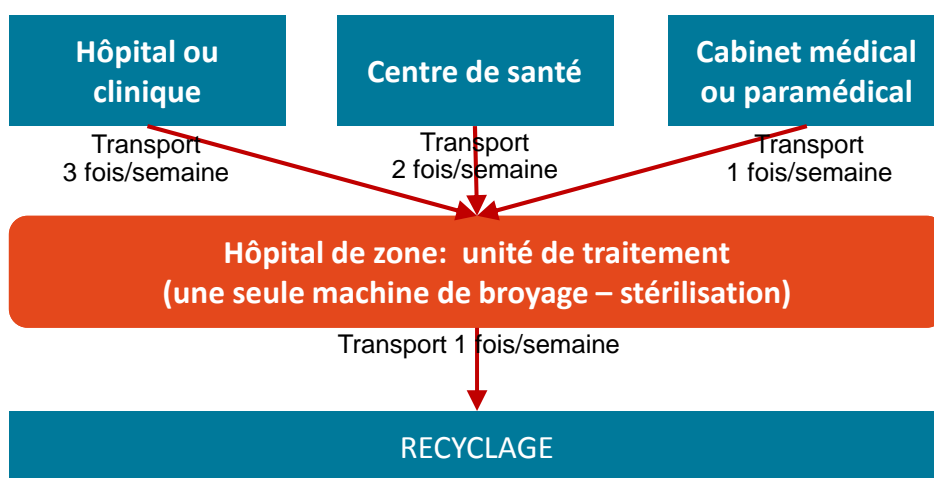 Hôpital ou
clinique
Centre de santé
Cabinet médical
ou paramédical
Transport
3 fois/semaine
Transport
2 fois/semaine
Transport
1 fois/semaine
Hôpital de zone: unité de traitement
(une seule machine de broyage – stérilisation)
Transport 1 fois/semaine
RECYCLAGE